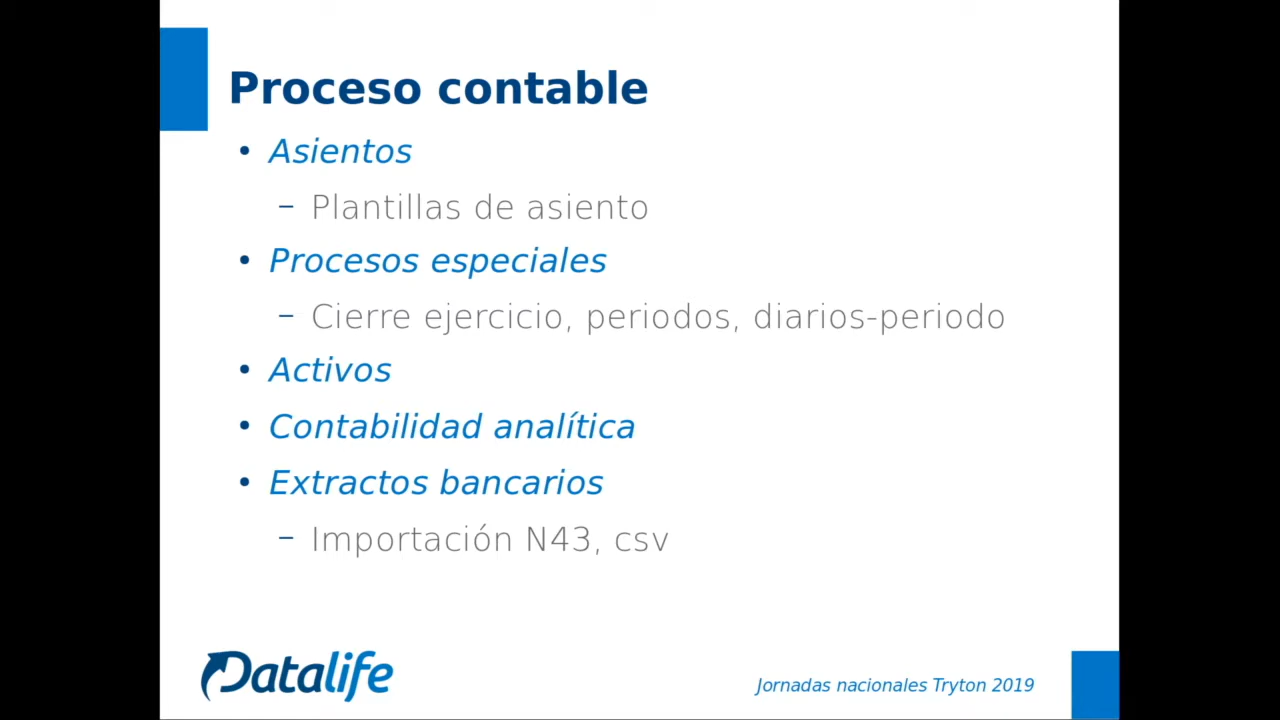 Proceso contable
• Asientos
– Plantillas de asiento
• Procesos especiales
– Cierre ejercicio, periodos, diarios-periodo
• Activos
• Contabilidad analítica
• Extractos bancarios
– Importación N43, csv
Datalife
Jornadas nacionales Tryton 2019